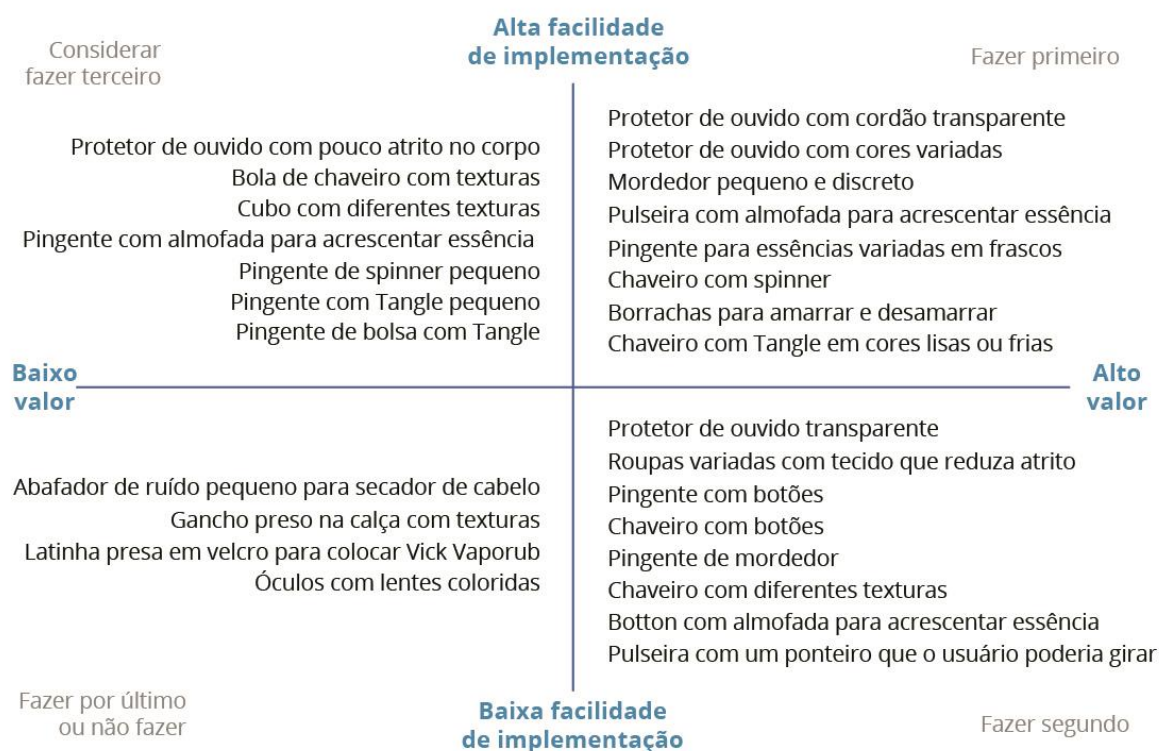 Considerar
fazer terceiro
Alta facilidade
de implementação
Fazer primeiro
Protetor de ouvido com pouco atrito no corpo
Bola de chaveiro com texturas
Cubo com diferentes texturas
Pingente com almofada para acrescentar essência
Pingente de spinner pequeno
Pingente com Tangle pequeno
Pingente de bolsa com Tangle
Protetor de ouvido com cordão transparente
Protetor de ouvido com cores variadas
Mordedor pequeno e discreto
Pulseira com almofada para acrescentar essência
Pingente para essências variadas em frascos
Chaveiro com spinner
Borrachas para amarrar e desamarrar
Chaveiro com Tangle em cores lisas ou frias
Baixo
valor
Alto
valor
Abafador de ruído pequeno para secador de cabelo
Gancho preso na calça com texturas
Latinha presa em velcro para colocar Vick Vaporub
Óculos com lentes coloridas
Protetor de ouvido transparente
Roupas variadas com tecido que reduza atrito
Pingente com botões
Chaveiro com botões
Pingente de mordedor
Chaveiro com diferentes texturas
Botton com almofada para acrescentar essência
Pulseira com um ponteiro que o usuário poderia girar
Fazer por último
ou não fazer
Baixa facilidade
de implementação
Fazer segundo